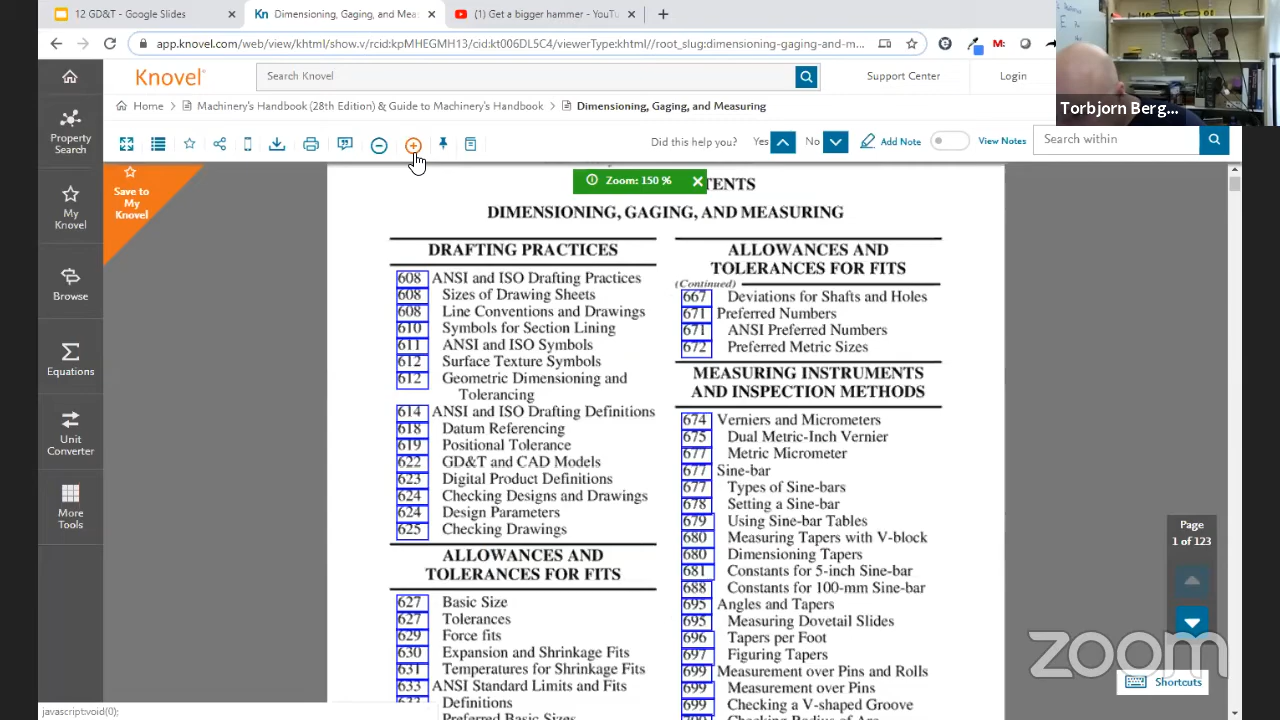 12 GD&T - Google Slides
Dimensioning, Gaging, and Mea
(1) Get a bigger hammer - YouTu
app.knovel.com/web/view/khtml/show.v/rcid:kpMHEGMH13/cid:kt006DL5C4/viewerType:khtml//root_slug:dimensioning-gaging-and-m...
Torbjorn Berg...
Knovel
Search Knovel
Support Center
Login
Home
Machinery's Handbook (28th Edition) & Guide to Machinery's Handbook
Dimensioning, Gaging, and Measuring
Did this help you?
Yes
No
Add Note
View Notes
Search within
Property
Search
My
Knovel
Browse
Equations
Unit
Converter
More
Tools
Save to
My
Knovel
Zoom: 150 %
TENTS
DIMENSIONING, GAGING, AND MEASURING
DRAFTING PRACTICES
608 ANSI and ISO Drafting Practices
608 Sizes of Drawing Sheets
608 Line Conventions and Drawings
610 Symbols for Section Lining
611 ANSI and ISO Symbols
612 Surface Texture Symbols
612 Geometric Dimensioning and
Tolerancing
614 ANSI and ISO Drafting Definitions
618 Datum Referencing
619 Positional Tolerance
622 GD&T and CAD Models
623 Digital Product Definitions
624 Checking Designs and Drawings
624 Design Parameters
625 Checking Drawings
ALLOWANCES AND
TOLERANCES FOR FITS
627 Basic Size
627 Tolerances
629 Force fits
630 Expansion and Shrinkage Fits
631 Temperatures for Shrinkage Fits
633 ANSI Standard Limits and Fits
633 Definitions
Preferred Basic Sizes
ALLOWANCES AND
TOLERANCES FOR FITS
(Continued)
667 Deviations for Shafts and Holes
671 Preferred Numbers
671 ANSI Preferred Numbers
672 Preferred Metric Sizes
MEASURING INSTRUMENTS
AND INSPECTION METHODS
674 Verniers and Micrometers
675 Dual Metric-Inch Vernier
677 Metric Micrometer
677 Sine-bar
677 Types of Sine-bars
678 Setting a Sine-bar
679 Using Sine-bar Tables
680 Measuring Tapers with V-block
680 Dimensioning Tapers
681 Constants for 5-inch Sine-bar
688 Constants for 100-mm Sine-bar
695 Angles and Tapers
695 Measuring Dovetail Slides
696 Tapers per Foot
697 Figuring Tapers
699 Measurement over Pins and Rolls
699 Measurement over Pins
699 Checking a V-shaped Groove
700 Checking Radius of Arc
Page
1 of 123
zoom
Shortcuts
javascript:void(0);